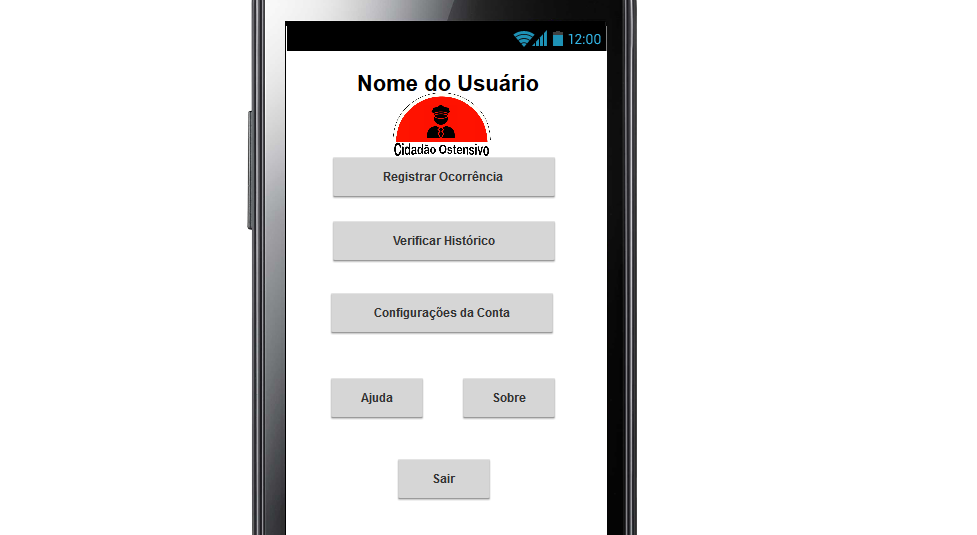 12:00
Nome do Usuário
Cidadão Ostensivo
Registrar Ocorrência
Verificar Histórico
Configurações da Conta
Ajuda Sobre
Sair